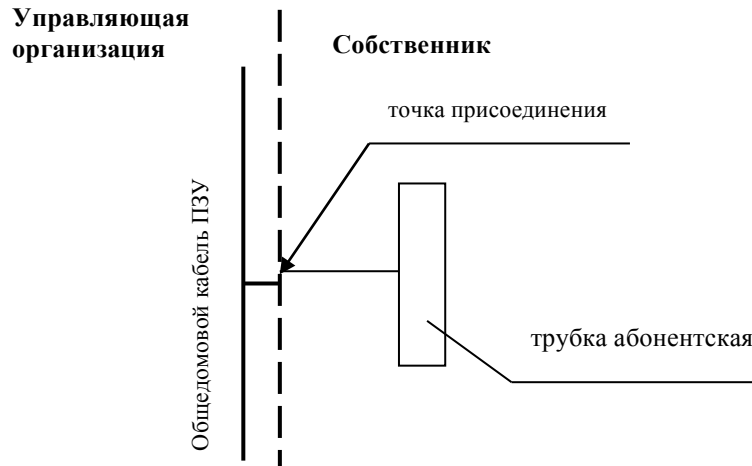 Управляющая
организация
Собственник
точка присоединения
Общедомовой кабель ПЗУ
трубка абонентская